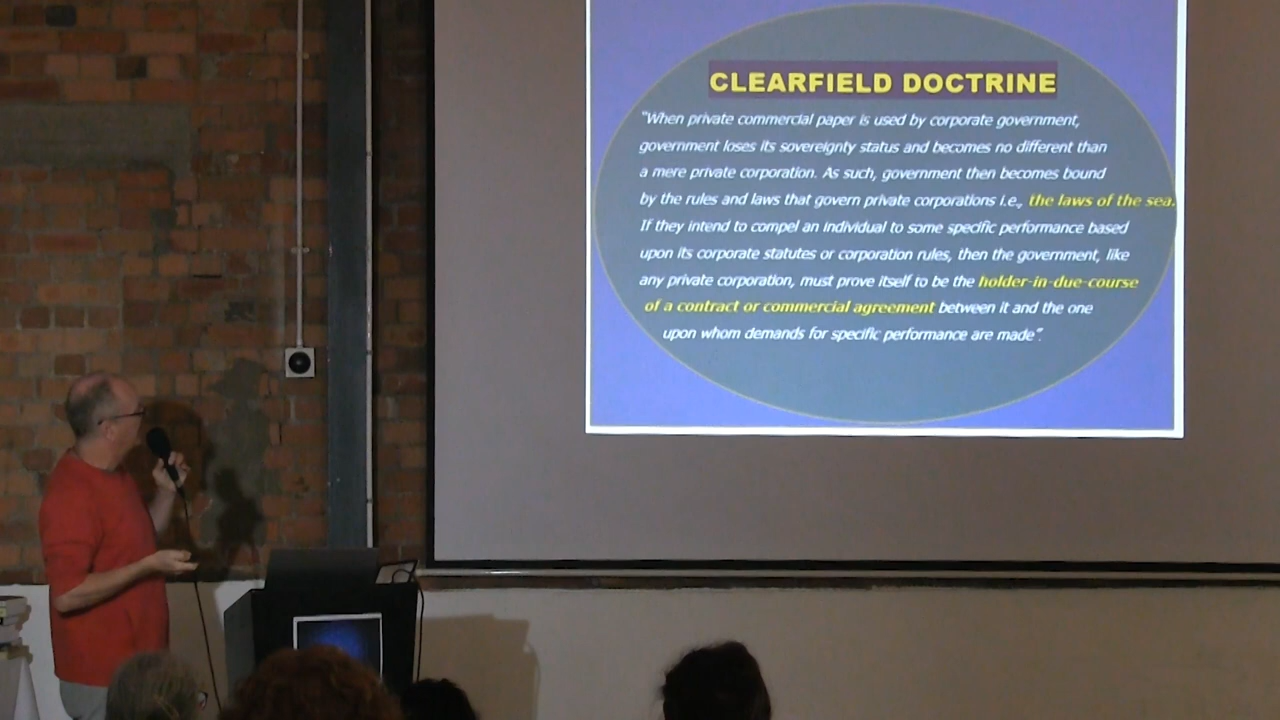 CLEARFIELD DOCTRINE
"When private commercial paper is used by corporate government,
government loses its sovereignty status and becomes no different than
a mere private corporation. As such, government then becomes bound
by the rules and laws that govern private corporations i.e., the laws of the sea.
If they intend to compel an individual to some specific performance based
upon its corporate statutes or corporation rules, then the government, like
any private corporation, must prove itself to be the holder-in-due-course
of a contract or commercial agreement between it and the one
upon whom demands for specific performance are made".